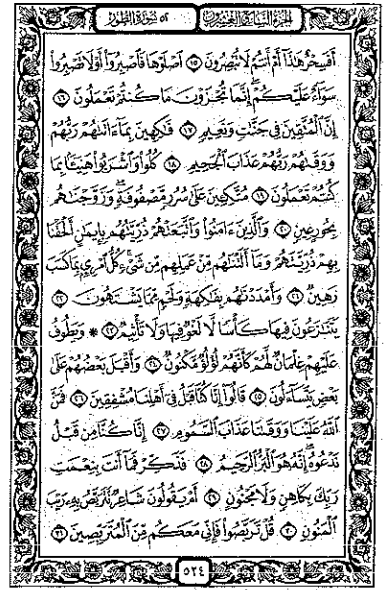 الجزء السابع والعشرون ٥٢ سورة الطور
أَفَسِحْرٌ هَٰذَا أَمْ أَنتُمْ لَا تُبْصِرُونَ ١٥ ٱصْلَوْهَا فَٱصْبِرُوٓا۟ أَوْ لَا تَصْبِرُوا۟
سَوَآءٌ عَلَيْكُمْ إِنَّمَا تُجْزَوْنَ مَا كُنتُمْ تَعْمَلُونَ ١٦
إِنَّ ٱلْمُتَّقِينَ فِى جَنَّٰتٍ وَنَعِيمٍ ١٧ فَٰكِهِينَ بِمَآ ءَاتَىٰهُمْ رَبُّهُمْ
وَوَقَىٰهُمْ رَبُّهُمْ عَذَابَ ٱلْجَحِيمِ ١٨ كُلُوا۟ وَٱشْرَبُوا۟ هَنِيٓـًٔۢا بِمَا
كُنتُمْ تَعْمَلُونَ ١٩ مُتَّكِـِٔينَ عَلَىٰ سُرُرٍ مَّصْفُوفَةٍ وَزَوَّجْنَٰهُم
بِحُورٍ عِينٍ ٢٠ وَٱلَّذِينَ ءَامَنُوا۟ وَٱتَّبَعَتْهُمْ ذُرِّيَّتُهُم بِإِيمَٰنٍ أَلْحَقْنَا
بِهِمْ ذُرِّيَّتَهُمْ وَمَآ أَلَتْنَٰهُم مِّنْ عَمَلِهِم مِّن شَىْءٍ كُلُّ ٱمْرِئٍۭ بِمَا كَسَبَ
رَهِينٌ ٢١ وَأَمْدَدْنَٰهُم بِفَٰكِهَةٍ وَلَحْمٍ مِّمَّا يَشْتَهُونَ ٢٢
يَتَنَٰزَعُونَ فِيهَا كَأْسًا لَّا لَغْوٌ فِيهَا وَلَا تَأْثِيمٌ ٢٣ * وَيَطُوفُ
عَلَيْهِمْ غِلْمَانٌ لَّهُمْ كَأَنَّهُمْ لُؤْلُؤٌ مَّكْنُونٌ ٢٤ وَأَقْبَلَ بَعْضُهُمْ عَلَىٰ
بَعْضٍ يَتَسَآءَلُونَ ٢٥ قَالُوٓا۟ إِنَّا كُنَّا قَبْلُ فِىٓ أَهْلِنَا مُشْفِقِينَ ٢٦ فَمَنَّ
ٱللَّهُ عَلَيْنَا وَوَقَىٰنَا عَذَابَ ٱلسَّمُومِ ٢٧ إِنَّا كُنَّا مِن قَبْلُ
نَدْعُوهُ إِنَّهُۥ هُوَ ٱلْبَرُّ ٱلرَّحِيمُ ٢٨ فَذَكِّرْ فَمَآ أَنتَ بِنِعْمَتِ
رَبِّكَ بِكَاهِنٍ وَلَا مَجْنُونٍ ٢٩ أَمْ يَقُولُونَ شَاعِرٌ نَّتَرَبَّصُ بِهِۦ رَيْبَ
ٱلْمَنُونِ ٣٠ قُلْ تَرَبَّصُوا۟ فَإِنِّى مَعَكُم مِّنَ ٱلْمُتَرَبِّصِينَ ٣١
٥٢٤